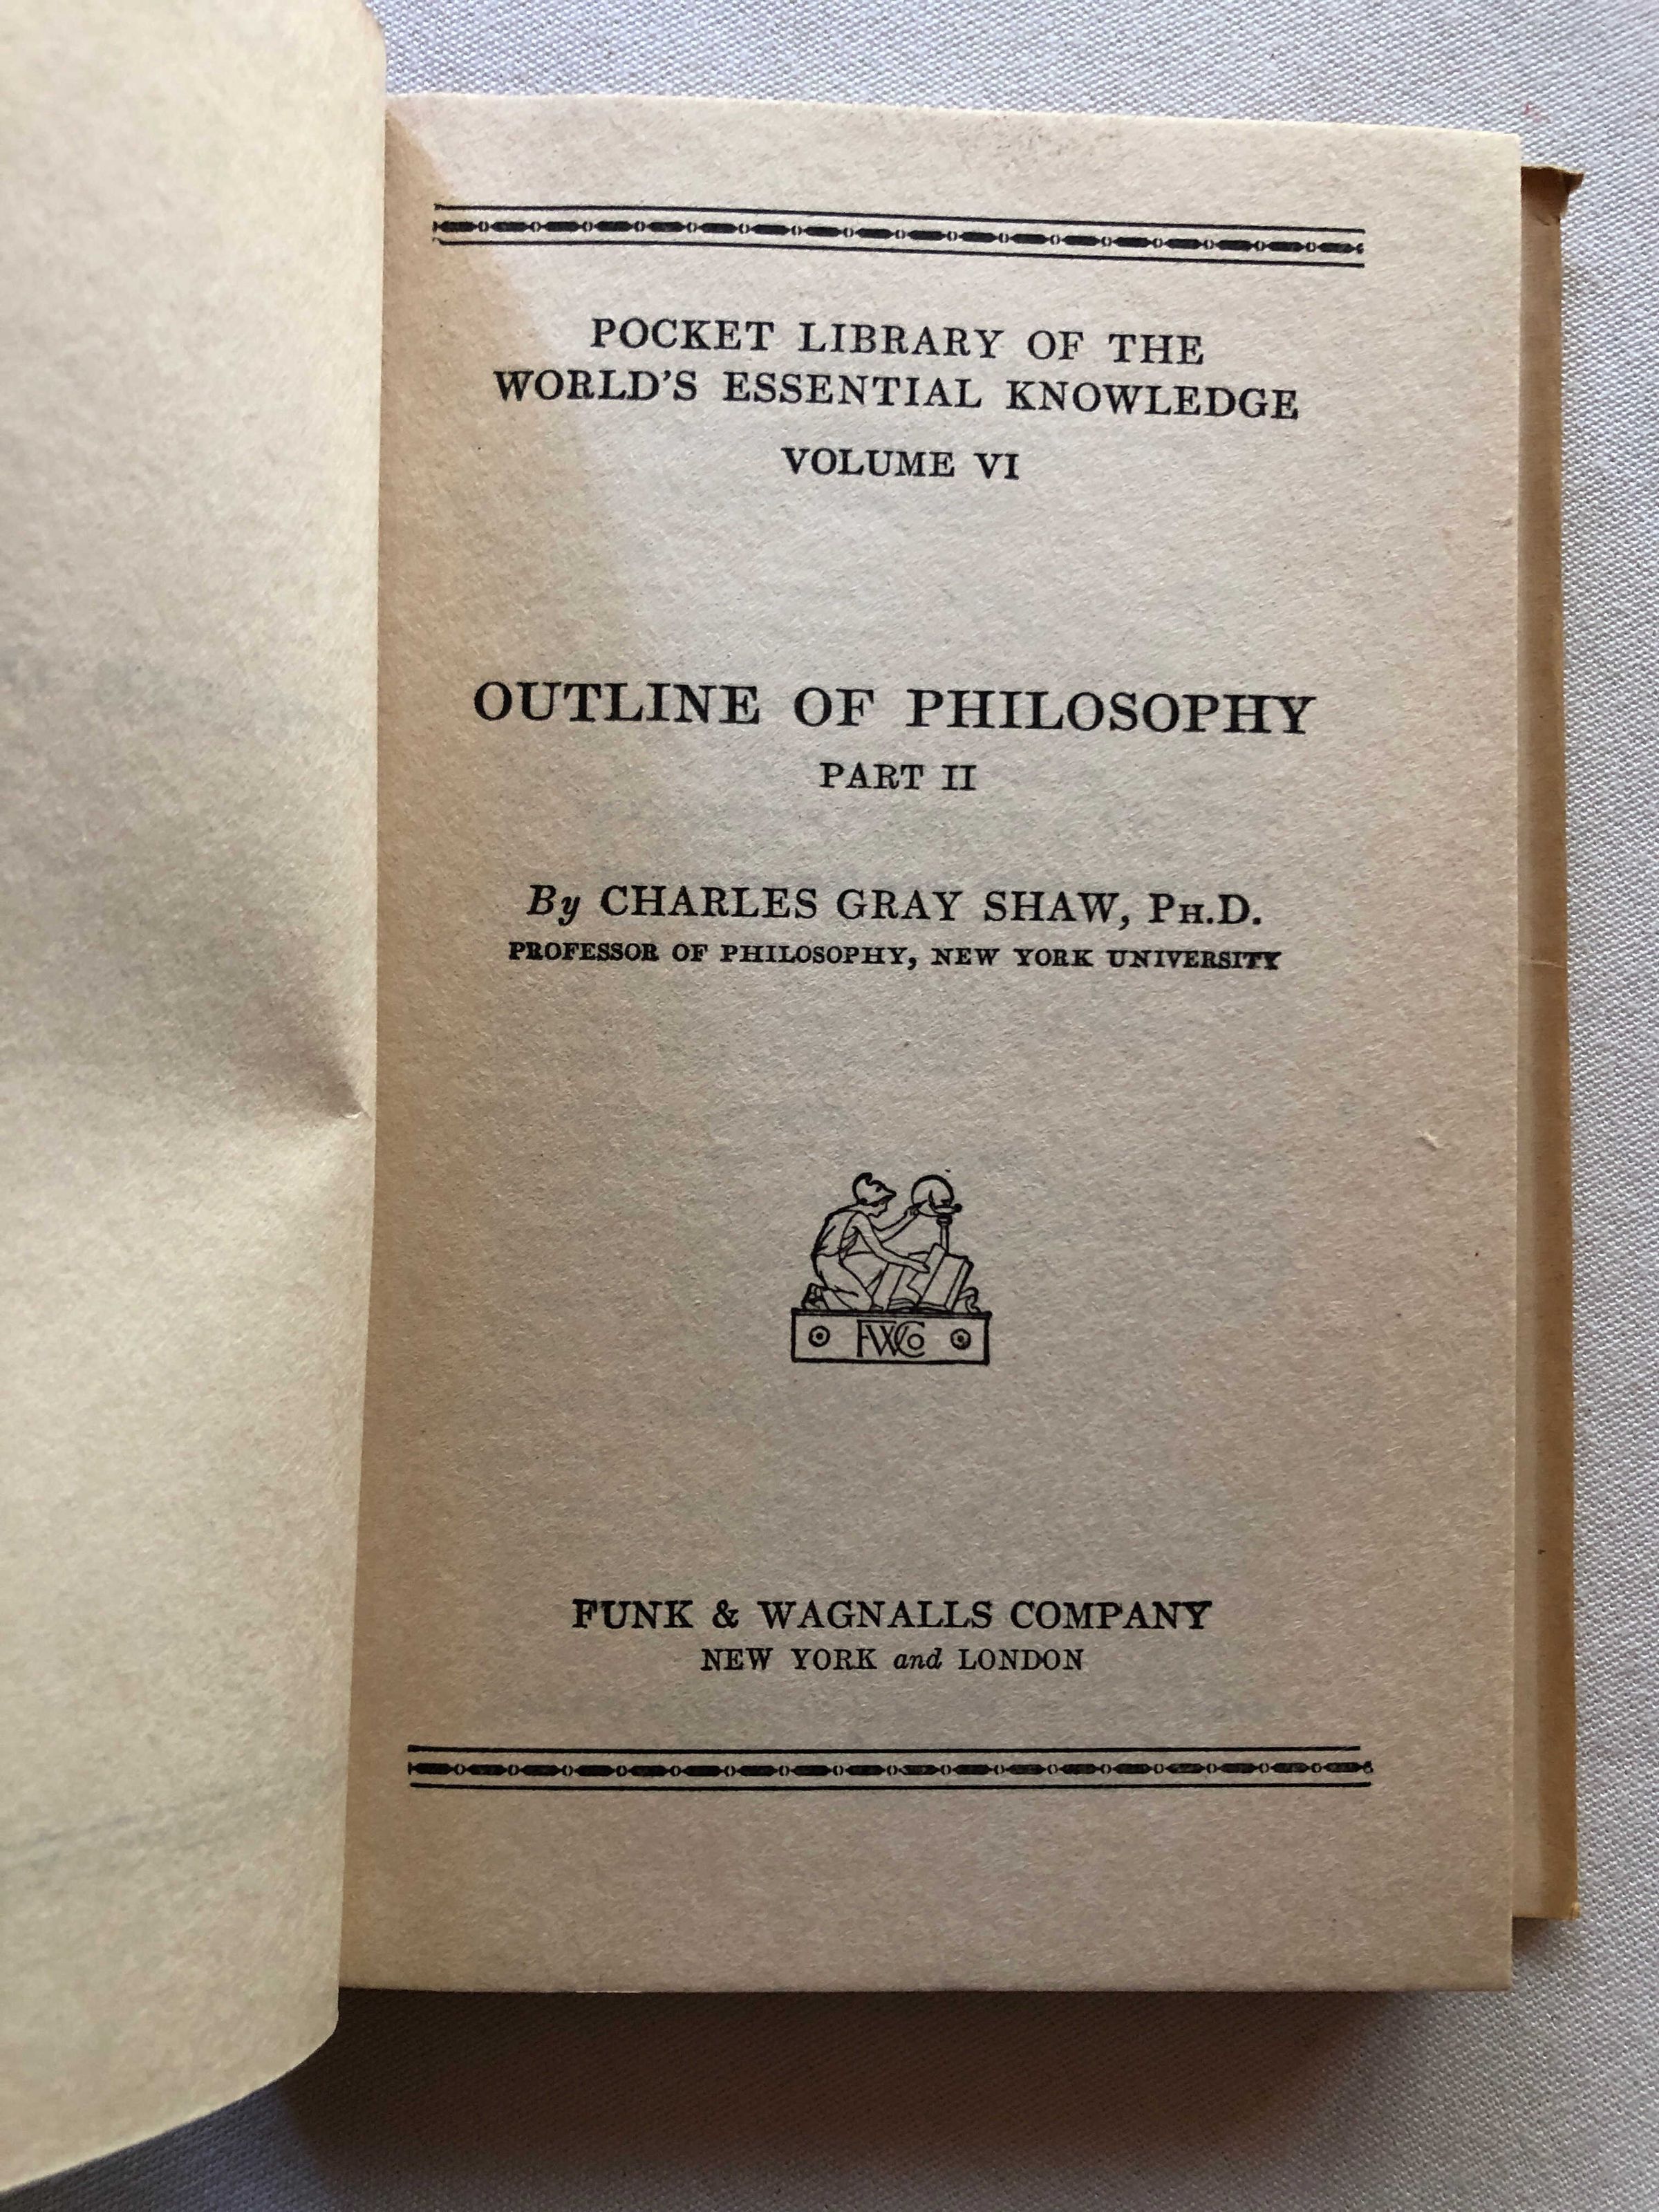 POCKET LIBRARY OF THE
WORLD'S ESSENTIAL KNOWLEDGE
VOLUME VI
OUTLINE OF PHILOSOPHY
PART II
By CHARLES GRAY SHAW, PH.D.
PROFESSOR OF PHILOSOPHY, NEW YORK UNIVERSITY
FWCo
FUNK & WAGNALLS COMPANY
NEW YORK and LONDON